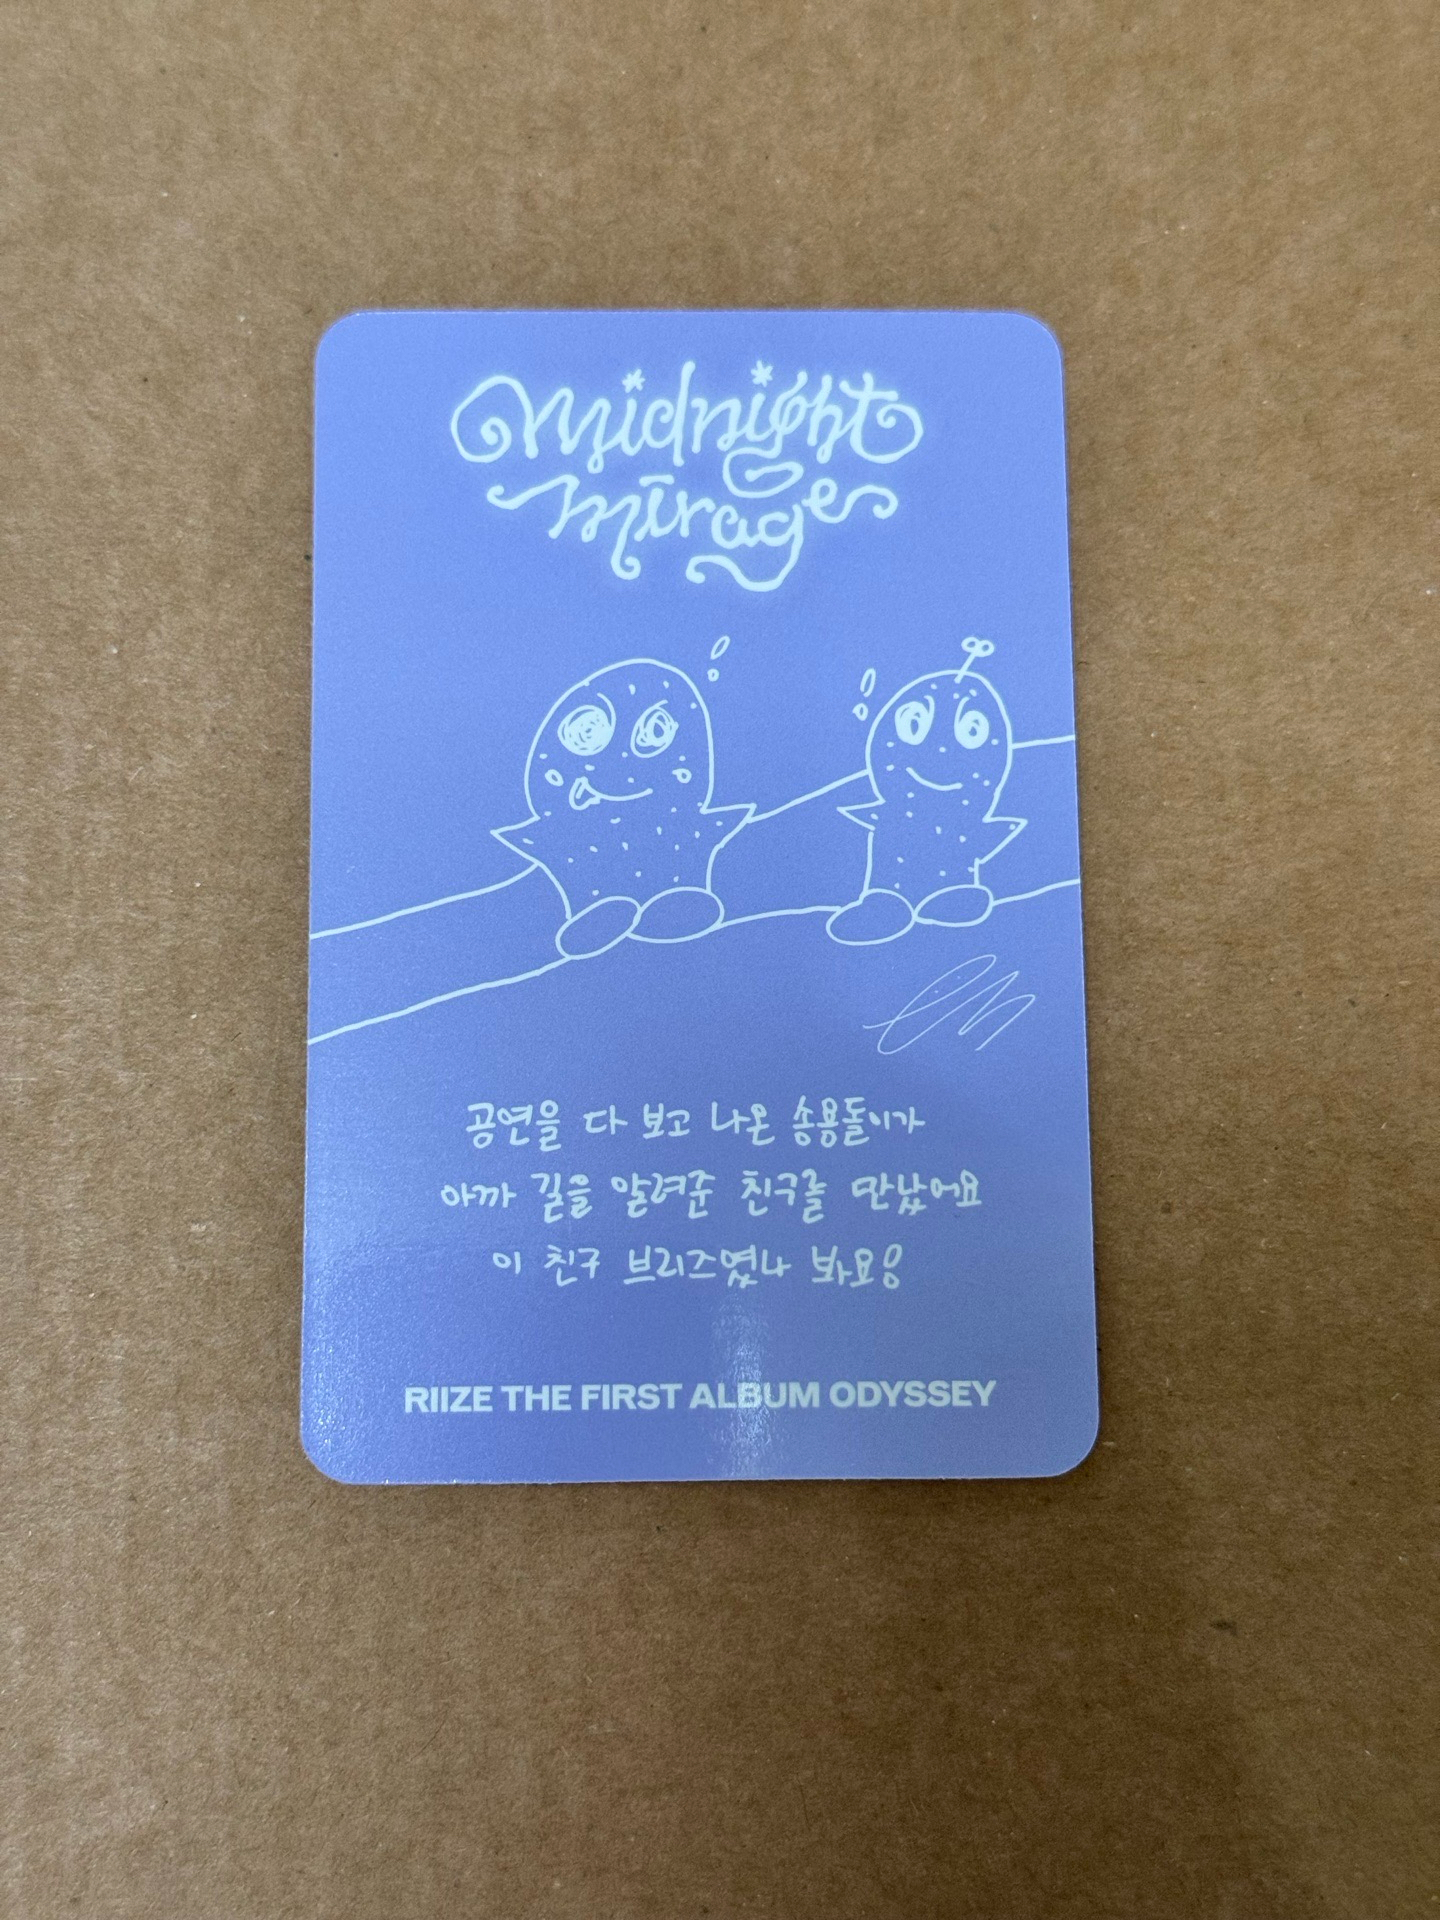 Midnight
mirage
공연을 다 보고 나온 송용돌이가
아까 길을 알려준 친구를 만났어요
이 친구 브리즈였나 봐요!
RIIZE THE FIRST ALBUM ODYSSEY